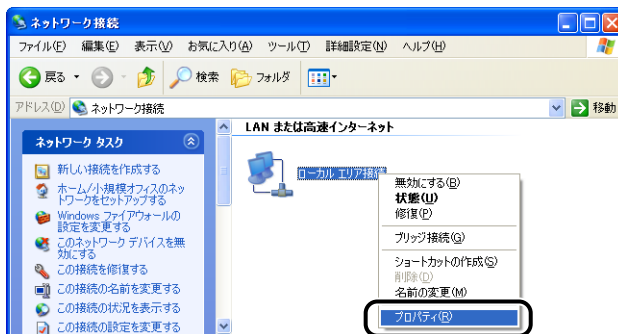 ネットワーク接続
ファイル(F) 編集(E) 表示(V) お気に入り(A) ツール(T) 詳細設定(N) ヘルプ(H)
戻る 検索 フォルダ
アドレス(D) ネットワーク接続 移動
ネットワーク タスク
新しい接続を作成する
ホーム/小規模オフィスのネッ
トワークをセットアップする
Windows ファイアウォールの
設定を変更する
このネットワーク デバイスを無
効にする
この接続を修復する
この接続の名前を変更する
この接続の状況を表示する
この接続の設定を変更する
LAN または高速インターネット
ローカル エリア接続
無効にする(B)
状態(U)
修復(P)
ブリッジ接続(G)
ショートカットの作成(S)
削除(D)
名前の変更(M)
プロパティ(R)